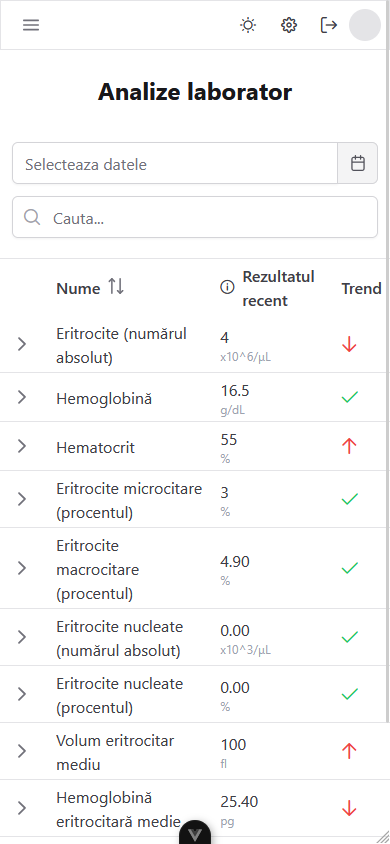 Analize laborator
Selecteaza datele
Cauta...
Nume
Rezultatul
recent
Trend
Eritrocite (numărul
absolut)
4
x10^6/µL
Hemoglobină
16.5
g/dL
Hematocrit
55
%
Eritrocite microcitare
(procentul)
3
%
Eritrocite
macrocitare
(procentul)
4.90
%
Eritrocite nucleate
(numărul absolut)
0.00
x10^3/µL
Eritrocite nucleate
(procentul)
0.00
%
Volum eritrocitar
mediu
100
fl
Hemoglobină
eritrocitară medie
25.40
pg